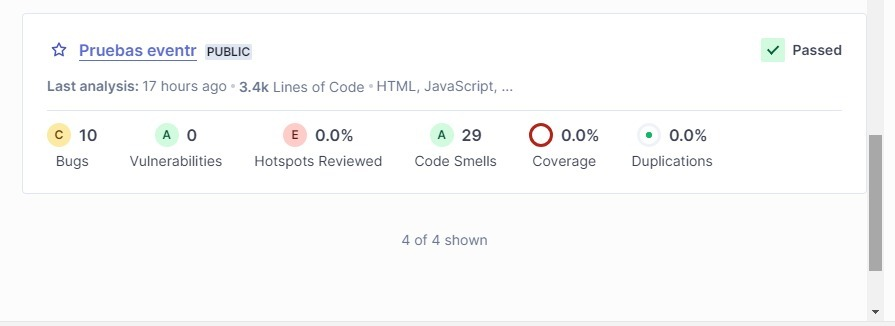 Pruebas eventr PUBLIC Passed
Last analysis: 17 hours ago • 3.4k Lines of Code • HTML, JavaScript, ...
C 10 A 0 E 0.0% A 29 0.0% 0.0%
Bugs Vulnerabilities Hotspots Reviewed Code Smells Coverage Duplications
4 of 4 shown